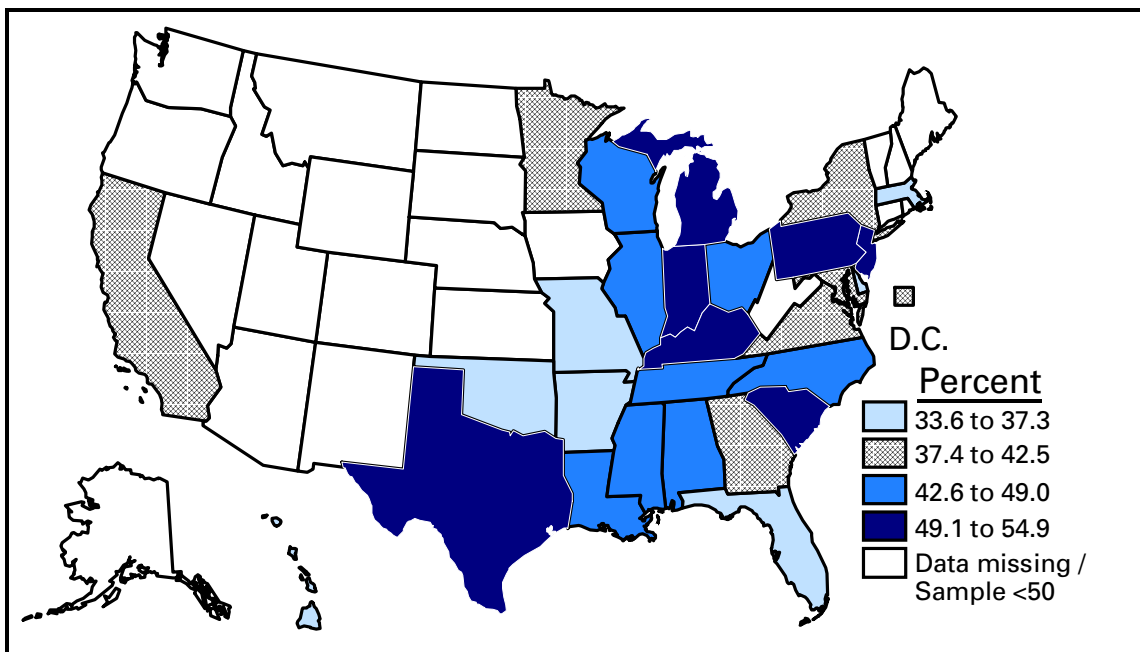 D.C.
Percent
33.6 to 37.3
37.4 to 42.5
42.6 to 49.0
49.1 to 54.9
Data missing /
Sample <50